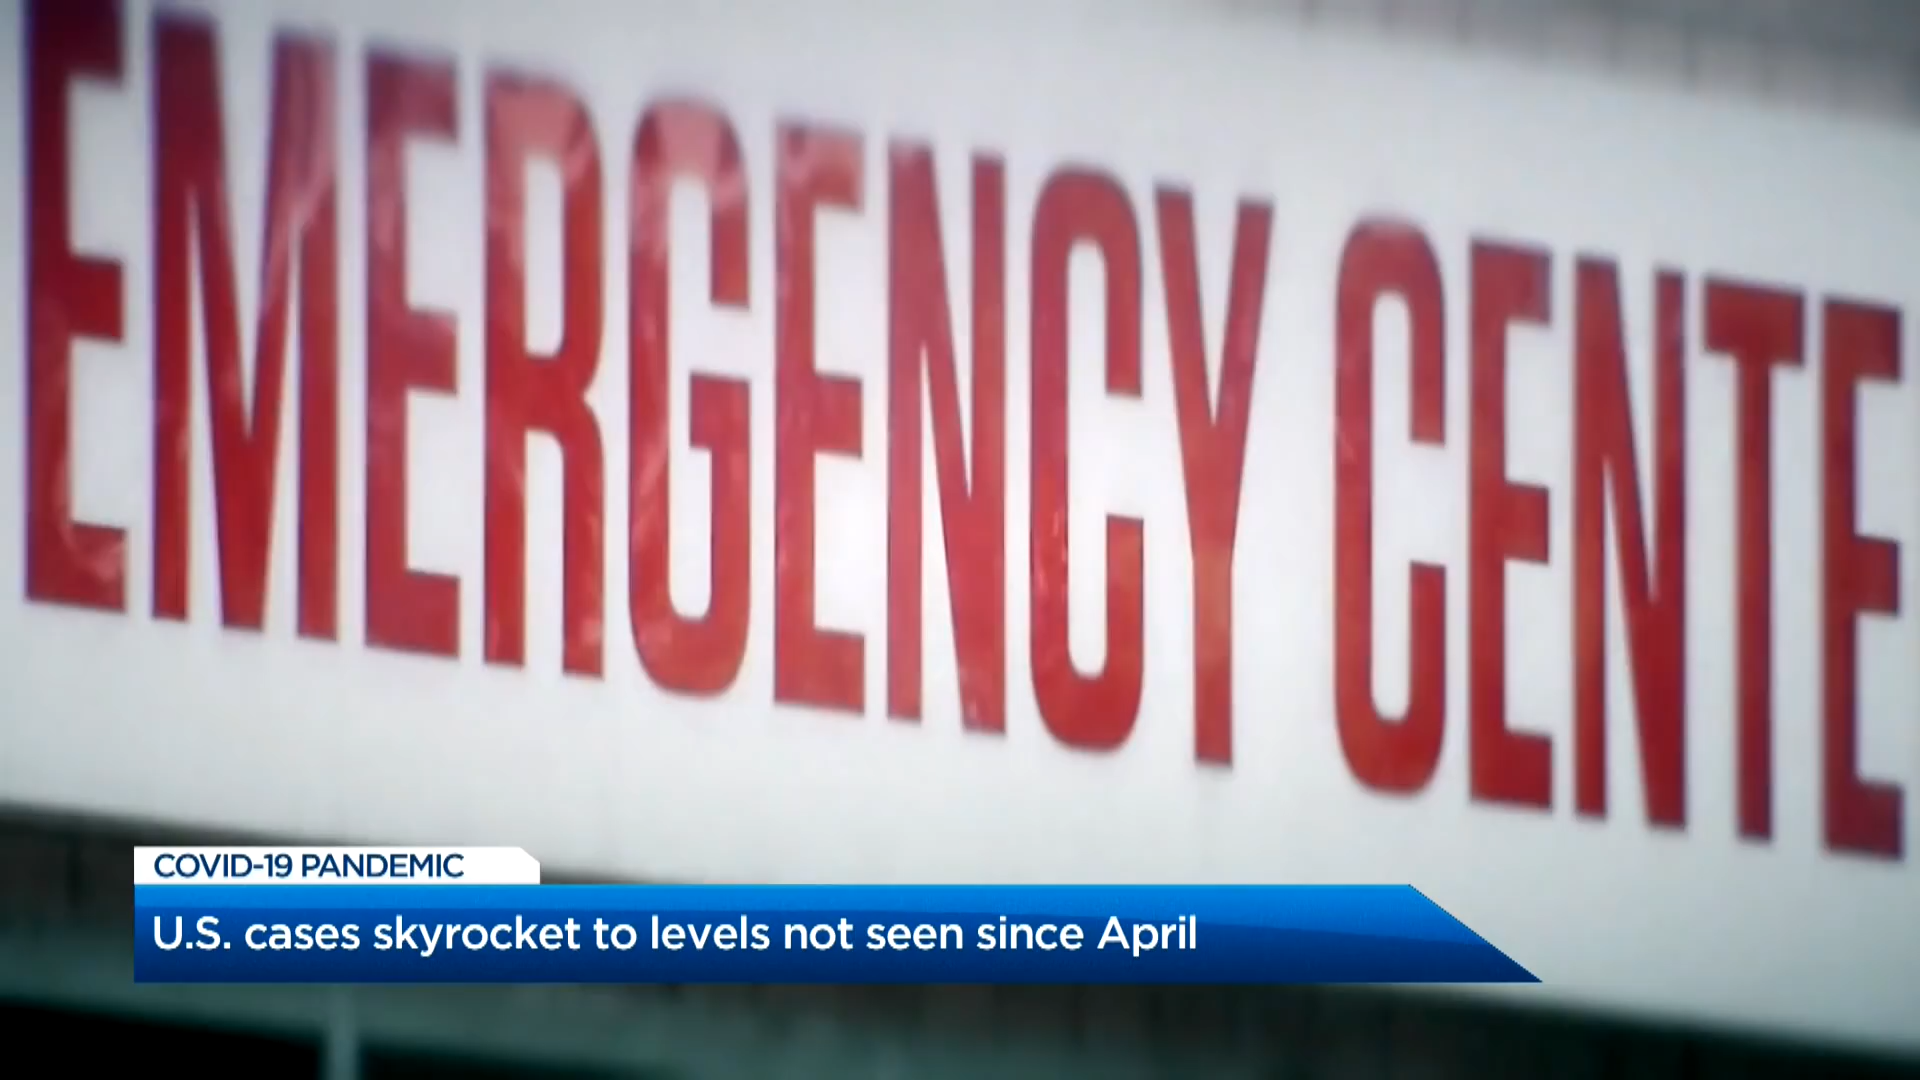 EMERGENCY CENTE
COVID-19 PANDEMIC
U.S. cases skyrocket to levels not seen since April